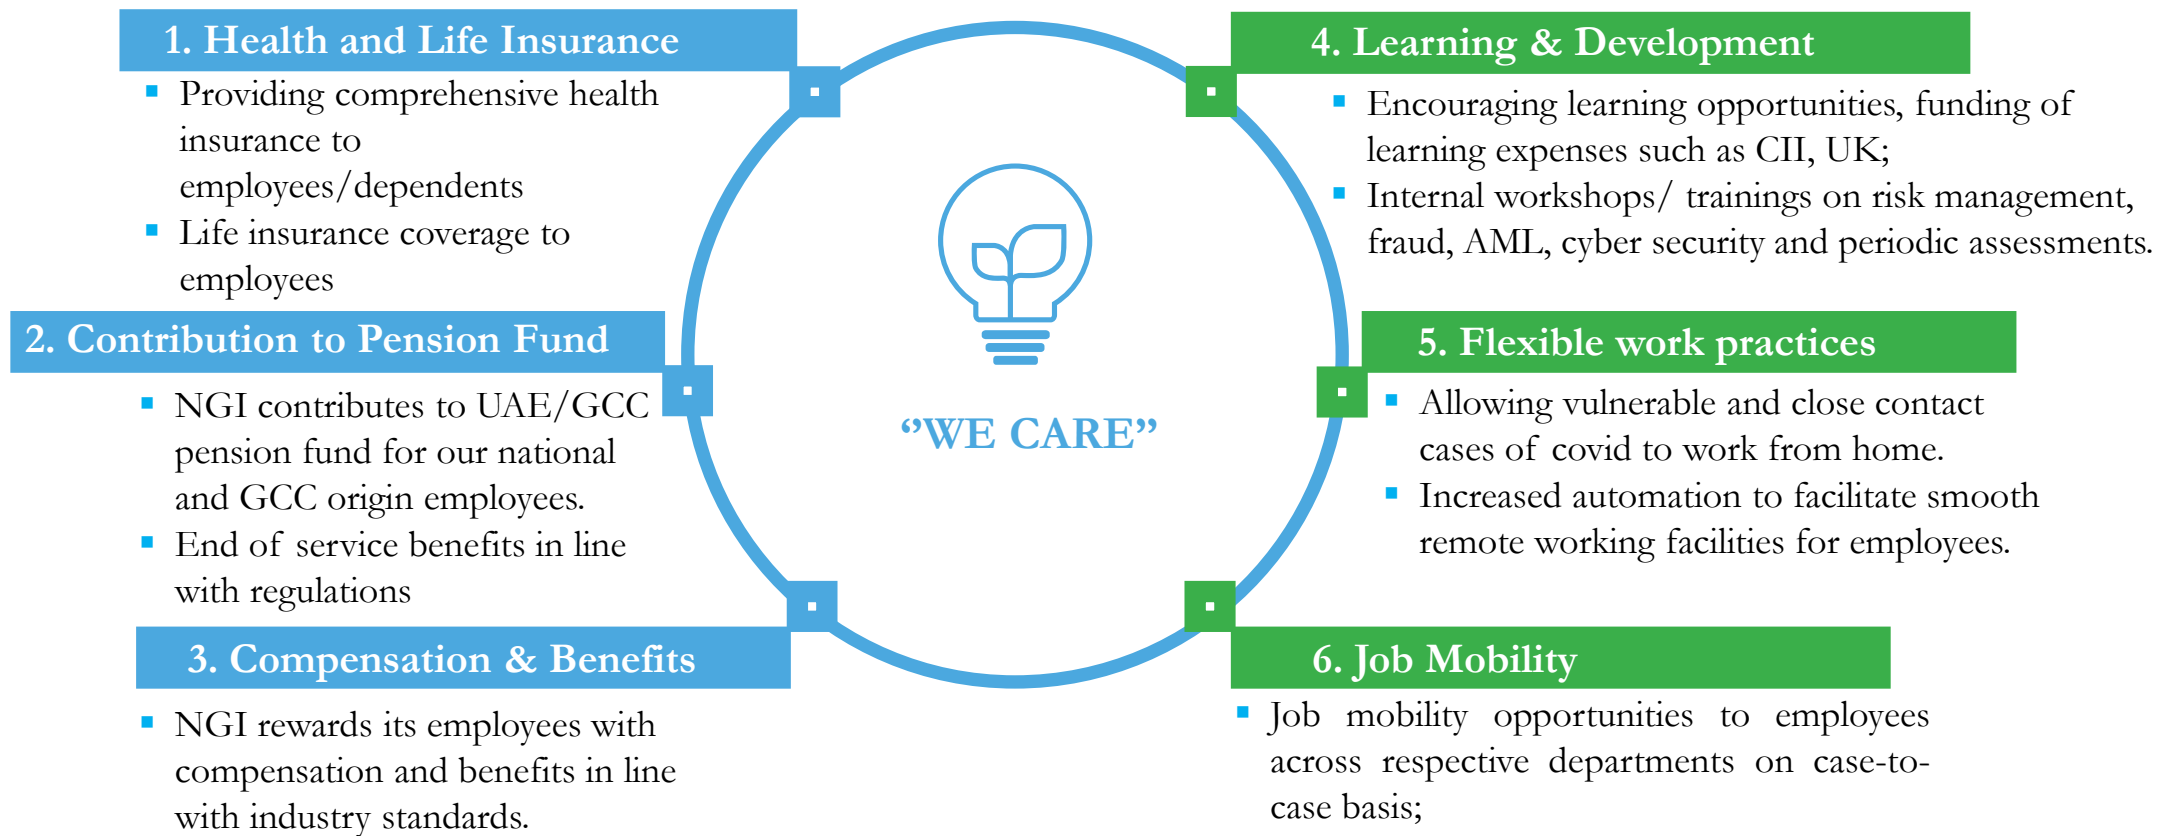 1. Health and Life Insurance
▪ Providing comprehensive health
insurance to
employees/dependents
▪ Life insurance coverage to
employees
2. Contribution to Pension Fund
▪ NGI contributes to UAE/GCC
pension fund for our national
and GCC origin employees.
▪ End of service benefits in line
with regulations
3. Compensation & Benefits
▪ NGI rewards its employees with
compensation and benefits in line
with industry standards.
‘’WE CARE’’
4. Learning & Development
▪ Encouraging learning opportunities, funding of
learning expenses such as CII, UK;
▪ Internal workshops/ trainings on risk management,
fraud, AML, cyber security and periodic assessments.
5. Flexible work practices
▪ Allowing vulnerable and close contact
cases of covid to work from home.
▪ Increased automation to facilitate smooth
remote working facilities for employees.
6. Job Mobility
▪ Job mobility opportunities to employees
across respective departments on case-to-
case basis;